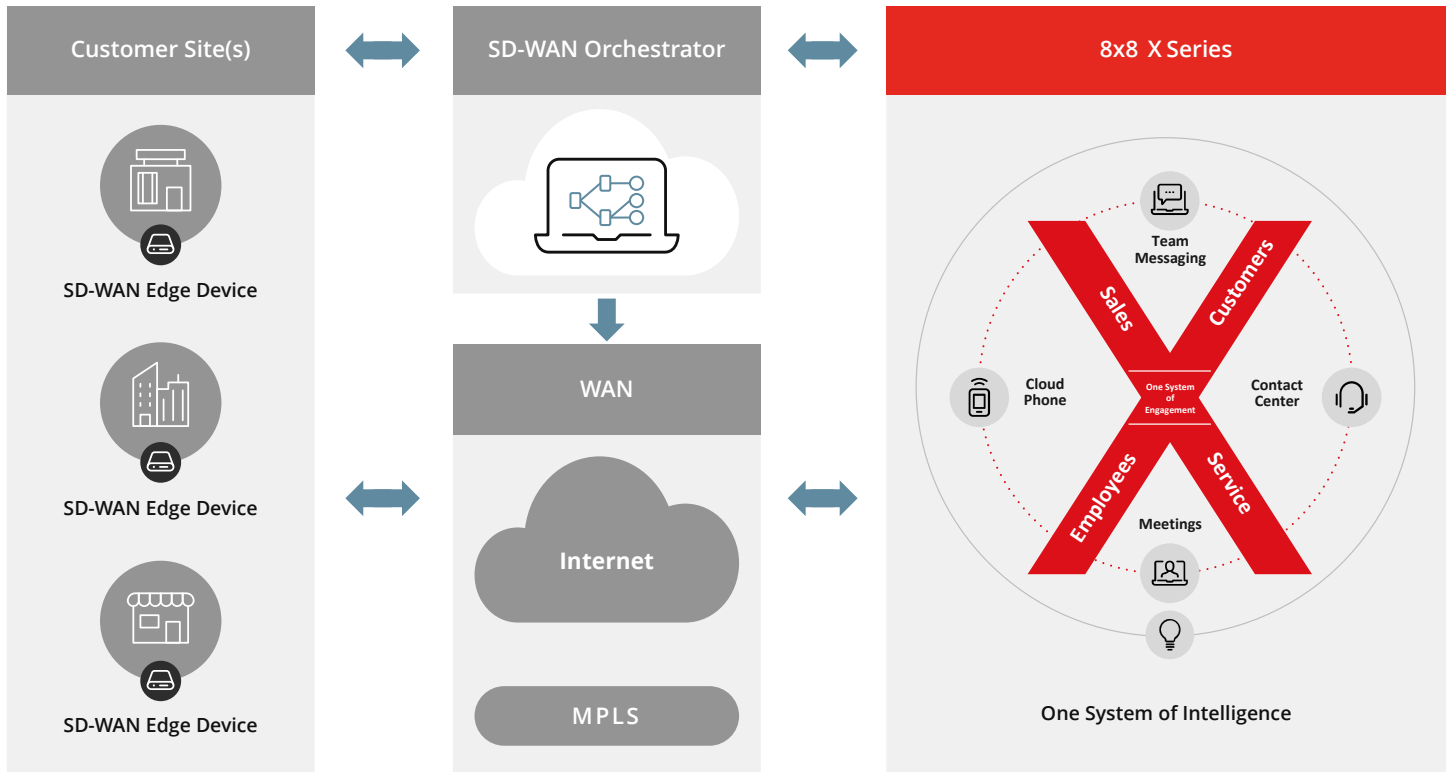 Customer Site(s)
SD-WAN Edge Device
SD-WAN Edge Device
SD-WAN Edge Device
SD-WAN Orchestrator
WAN
Internet
MPLS
8x8 X Series
Team
Messaging
Sales
Customers
Cloud
Phone
One System
of
Engagement
Contact
Center
Employees
Service
Meetings
One System of Intelligence